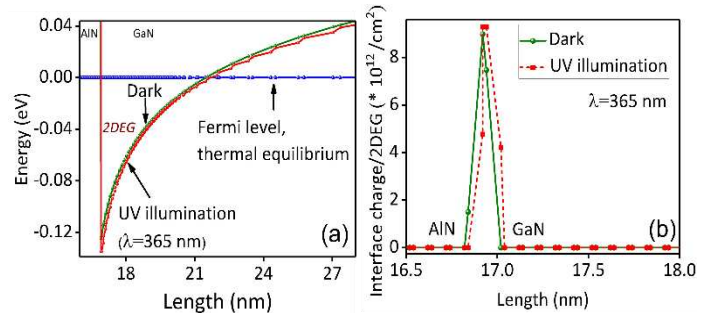 AlN GaN
0.04
0.00
-0.04
-0.08
-0.12
Energy (eV)
Dark
2DEG
Fermi level,
thermal equilibrium
UV illumination
(λ=365 nm)
(a)
18 21 24 27
Length (nm)
Interface charge/2DEG (* 10¹² /cm²)
8
6
4
2
0
Dark
UV illumination
λ=365 nm
AlN GaN
(b)
16.5 17.0 17.5 18.0
Length (nm)